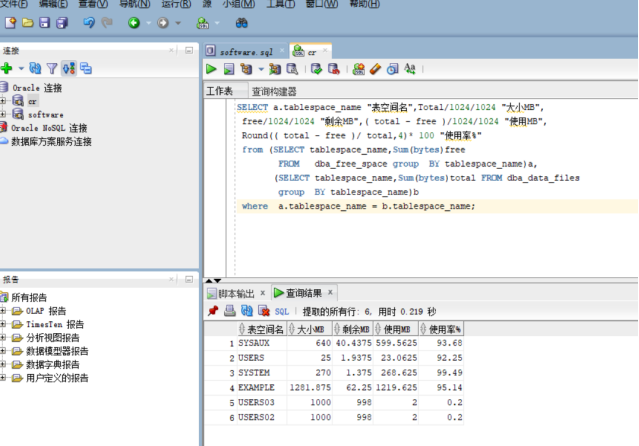 文件(F) 编辑(E) 查看(V) 导航(N) 运行(R) 源 小组(M) 工具(T) 窗口(W) 帮助(H)
连接
Oracle 连接
cr
software
Oracle NoSQL 连接
数据库方案服务连接
software.sql
cr
工作表 查询构建器
SELECT a.tablespace_name "表空间名",Total/1024/1024 "大小MB",
free/1024/1024 "剩余MB",( total - free )/1024/1024 "使用MB",
Round(( total - free )/ total,4)* 100 "使用率%"
from (SELECT tablespace_name,Sum(bytes)free
FROM dba_free_space group BY tablespace_name)a,
(SELECT tablespace_name,Sum(bytes)total FROM dba_data_files
group BY tablespace_name)b
where a.tablespace_name = b.tablespace_name;
报告
所有报告
OLAP 报告
TimesTen 报告
分析视图报告
数据模型器报告
数据字典报告
用户定义的报告
脚本输出 × 查询结果 ×
SQL | 提取的所有行: 6, 用时 0.219 秒
表空间名 大小MB 剩余MB 使用MB 使用率%
1 SYSAUX 640 40.4375 599.5625 93.68
2 USERS 25 1.9375 23.0625 92.25
3 SYSTEM 270 1.375 268.625 99.49
4 EXAMPLE 1281.875 62.25 1219.625 95.14
5 USERS03 1000 998 2 0.2
6 USERS02 1000 998 2 0.2